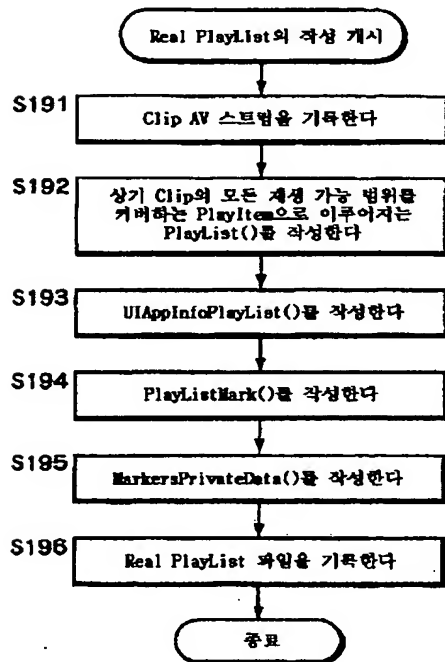 Real PlayList의 작성 개시
S191
Clip AV 스트림을 기록한다
S192
상기 Clip의 모든 재생 가능 범위를
커버하는 PlayItem으로 이루어지는
PlayList()를 작성한다
S193
UIAppInfoPlayList()를 작성한다
S194
PlayListMark()를 작성한다
S195
MakersPrivateData()를 작성한다
S196
Real PlayList 파일을 기록한다
종료